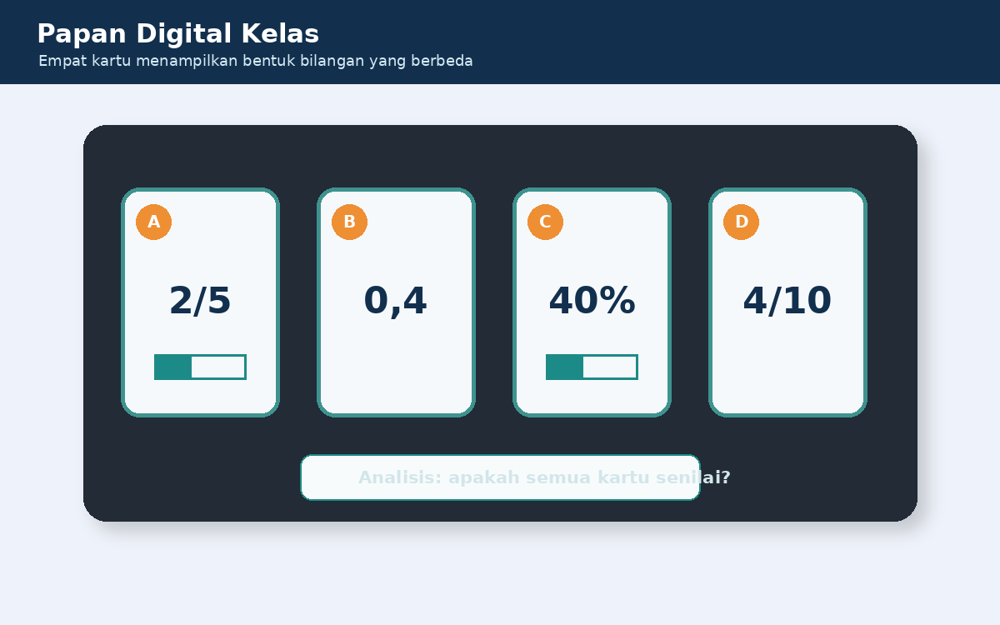 Papan Digital Kelas
Empat kartu menampilkan bentuk bilangan yang berbeda
A
B
C
D
2/5
0,4
40%
4/10
Analisis: apakah semua kartu senilai?